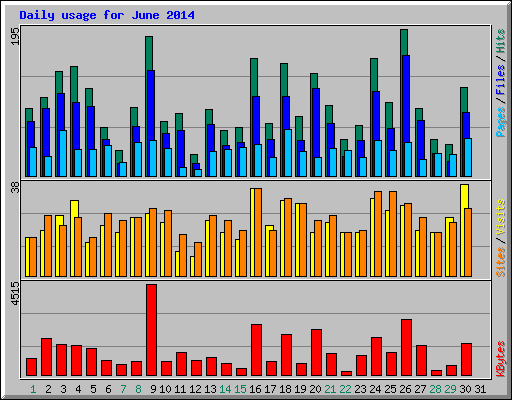 Daily usage for June 2014
195
Pages / Files / Hits
38
Sites / Visits
4515
KBytes
1 2 3 4 5 6 7 8 9 10 11 12 13 14 15 16 17 18 19 20 21 22 23 24 25 26 27 28 29 30 31